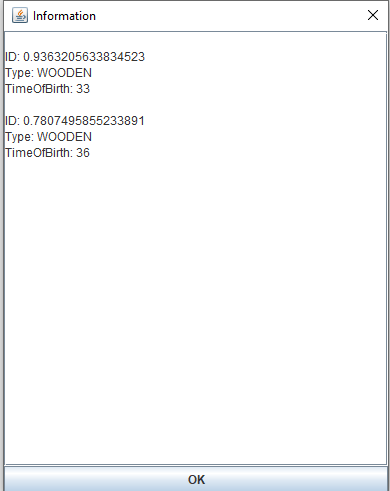 Information
ID: 0.9363205633834523
Type: WOODEN
TimeOfBirth: 33
ID: 0.7807495855233891
Type: WOODEN
TimeOfBirth: 36
OK